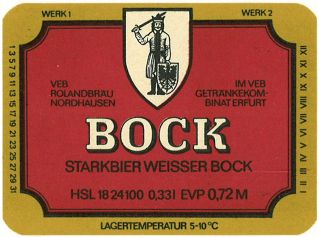 WERK 1
WERK 2
VEB
ROLANDBRÄU
NORDHAUSEN
IM VEB
GETRÄNKEKOM-
BINAT ERFURT
BOCK
STARKBIER WEISSER BOCK
HSL 18 24 100 0,33 l EVP 0,72 M
LAGERTEMPERATUR 5-10°C
1 3 5 7 9 11 13 15 17 19 21 23 25 27 29 31
XII XI X IX VIII VII VI V IV III II I